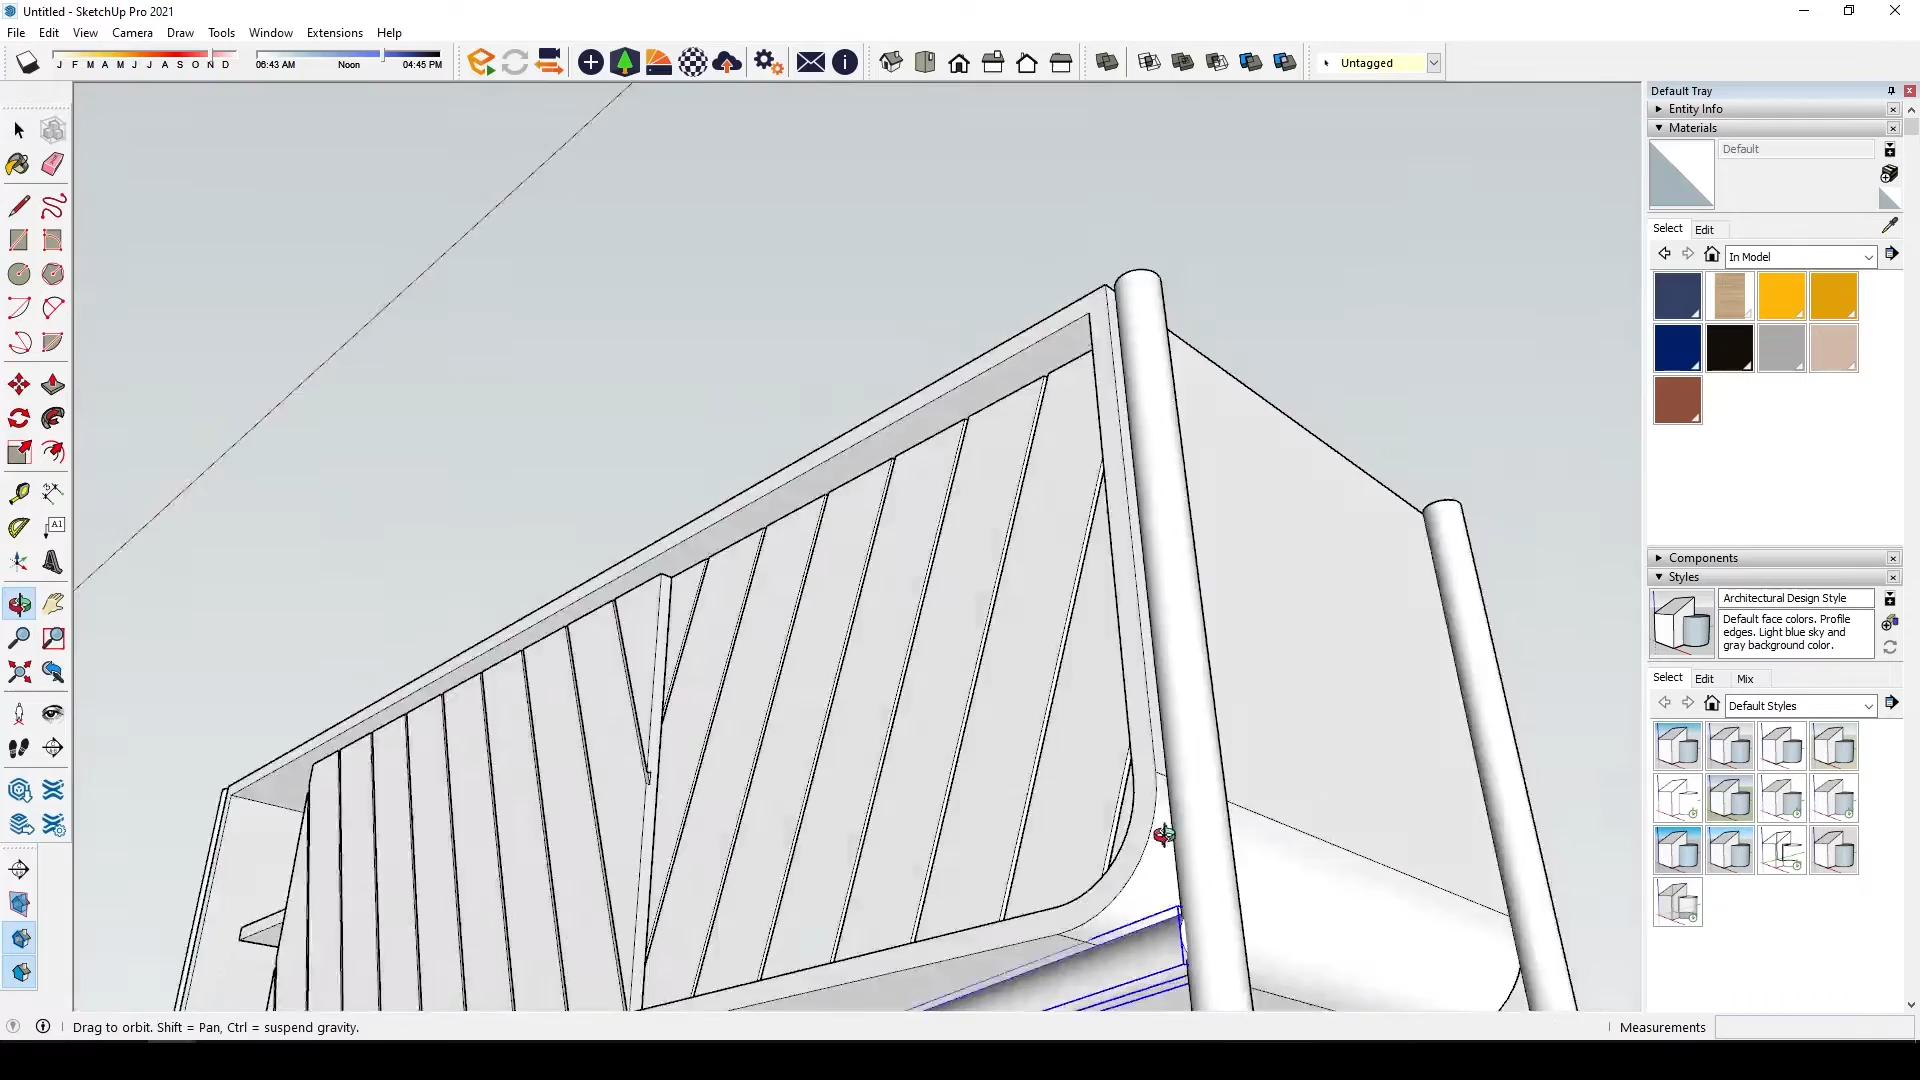 Untitled - SketchUp Pro 2021
File Edit View Camera Draw Tools Window Extensions Help
J F M A M J J A S O N D
06:43 AM Noon 04:45 PM
Untagged
Default Tray
Entity Info
Materials
Default
Select Edit
In Model
A1
Components
Styles
Architectural Design Style
Default face colors. Profile
edges. Light blue sky and
gray background color.
Select Edit Mix
Default Styles
Drag to orbit. Shift = Pan, Ctrl = suspend gravity.
Measurements